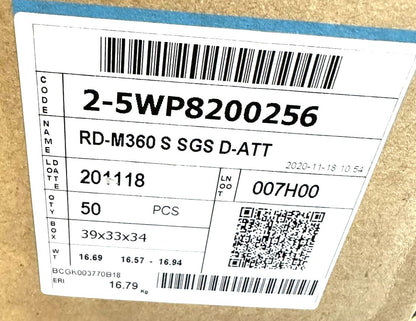 CODE 2-5WP8200256
NAME RD-M360 S SGS D-ATT
2020-11-18 10:54
LOT DATE 201118 LOT NO 007H00
QTY 50 PCS
BOX 39x33x34
WT 16.69 16.57 - 16.94
BCGK003770B18
ERI 16.79 Kg